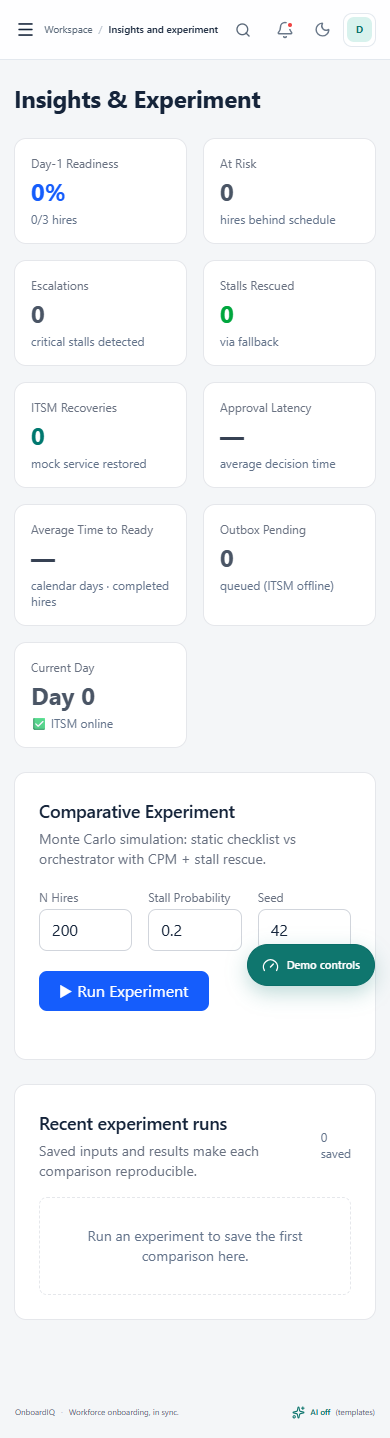 Workspace / Insights and experiment
D
Insights & Experiment
Day-1 Readiness
0%
0/3 hires
At Risk
0
hires behind schedule
Escalations
0
critical stalls detected
Stalls Rescued
0
via fallback
ITSM Recoveries
0
mock service restored
Approval Latency
—
average decision time
Average Time to Ready
—
calendar days · completed
hires
Outbox Pending
0
queued (ITSM offline)
Current Day
Day 0
✅ ITSM online
Comparative Experiment
Monte Carlo simulation: static checklist vs
orchestrator with CPM + stall rescue.
N Hires
200
Stall Probability
0.2
Seed
42
▶ Run Experiment
Demo controls
Recent experiment runs
Saved inputs and results make each
comparison reproducible.
0
saved
Run an experiment to save the first
comparison here.
OnboardIQ · Workforce onboarding, in sync.
AI off (templates)